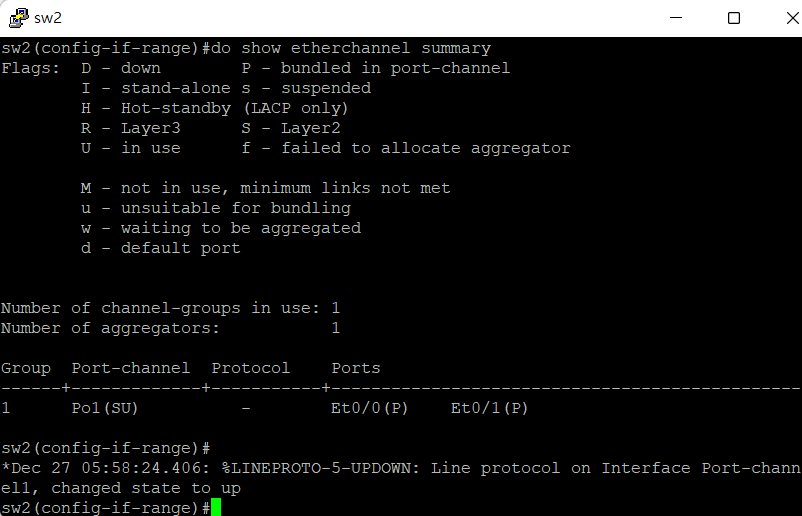 sw2
sw2(config-if-range)#do show etherchannel summary
Flags:  D - down        P - bundled in port-channel
        I - stand-alone s - suspended
        H - Hot-standby (LACP only)
        R - Layer3      S - Layer2
        U - in use      f - failed to allocate aggregator

        M - not in use, minimum links not met
        u - unsuitable for bundling
        w - waiting to be aggregated
        d - default port


Number of channel-groups in use: 1
Number of aggregators:           1

Group  Port-channel  Protocol    Ports
------+-------------+-----------+-----------------------------------------------
1      Po1(SU)          -        Et0/0(P)    Et0/1(P)

sw2(config-if-range)#
*Dec 27 05:58:24.406: %LINEPROTO-5-UPDOWN: Line protocol on Interface Port-chann
el1, changed state to up
sw2(config-if-range)#